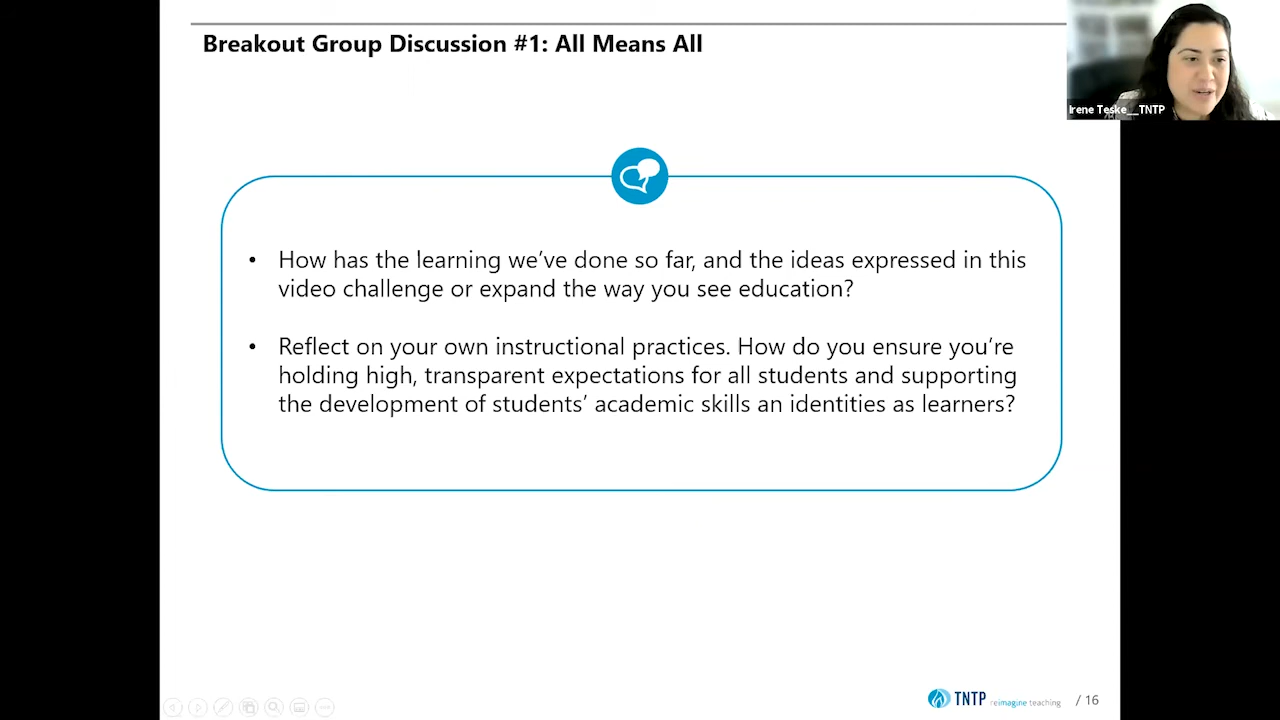 Breakout Group Discussion #1: All Means All
Irene Teske__TNTP
• How has the learning we’ve done so far, and the ideas expressed in this
video challenge or expand the way you see education?
• Reflect on your own instructional practices. How do you ensure you’re
holding high, transparent expectations for all students and supporting
the development of students’ academic skills an identities as learners?
TNTP reimagine teaching / 16